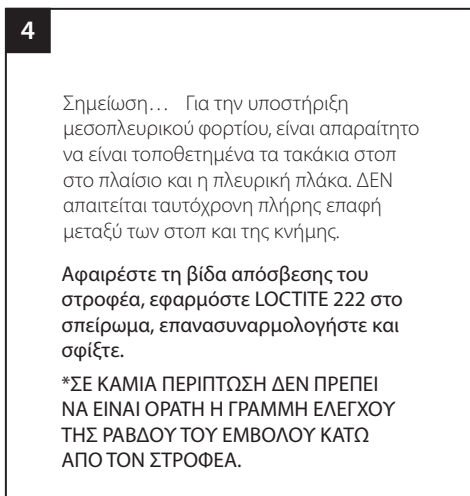 4
Σημείωση… Για την υποστήριξη
μεσοπλευρικού φορτίου, είναι απαραίτητο
να είναι τοποθετημένα τα τακάκια στοπ
στο πλαίσιο και η πλευρική πλάκα. ΔΕΝ
απαιτείται ταυτόχρονη πλήρης επαφή
μεταξύ των στοπ και της κνήμης.
Αφαιρέστε τη βίδα απόσβεσης του
στροφέα, εφαρμόστε LOCTITE 222 στο
σπείρωμα, επανασυναρμολογήστε και
σφίξτε.
*ΣΕ ΚΑΜΙΑ ΠΕΡΙΠΤΩΣΗ ΔΕΝ ΠΡΕΠΕΙ
ΝΑ ΕΙΝΑΙ ΟΡΑΤΗ Η ΓΡΑΜΜΗ ΕΛΕΓΧΟΥ
ΤΗΣ ΡΑΒΔΟΥ ΤΟΥ ΕΜΒΟΛΟΥ ΚΑΤΩ
ΑΠΟ ΤΟΝ ΣΤΡΟΦΕΑ.